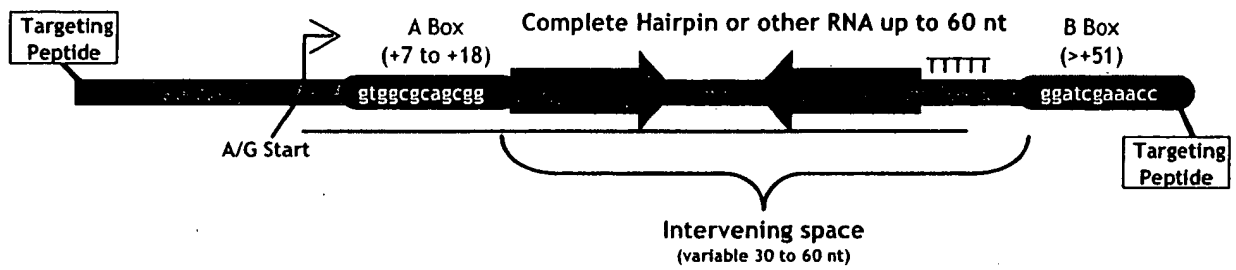 Targeting
Peptide
A Box
(+7 to +18)
Complete Hairpin or other RNA up to 60 nt
B Box
(>+51)
TTTTT
gtggcgcagcgg
ggatcgaaacc
A/G Start
Targeting
Peptide
Intervening space
(variable 30 to 60 nt)